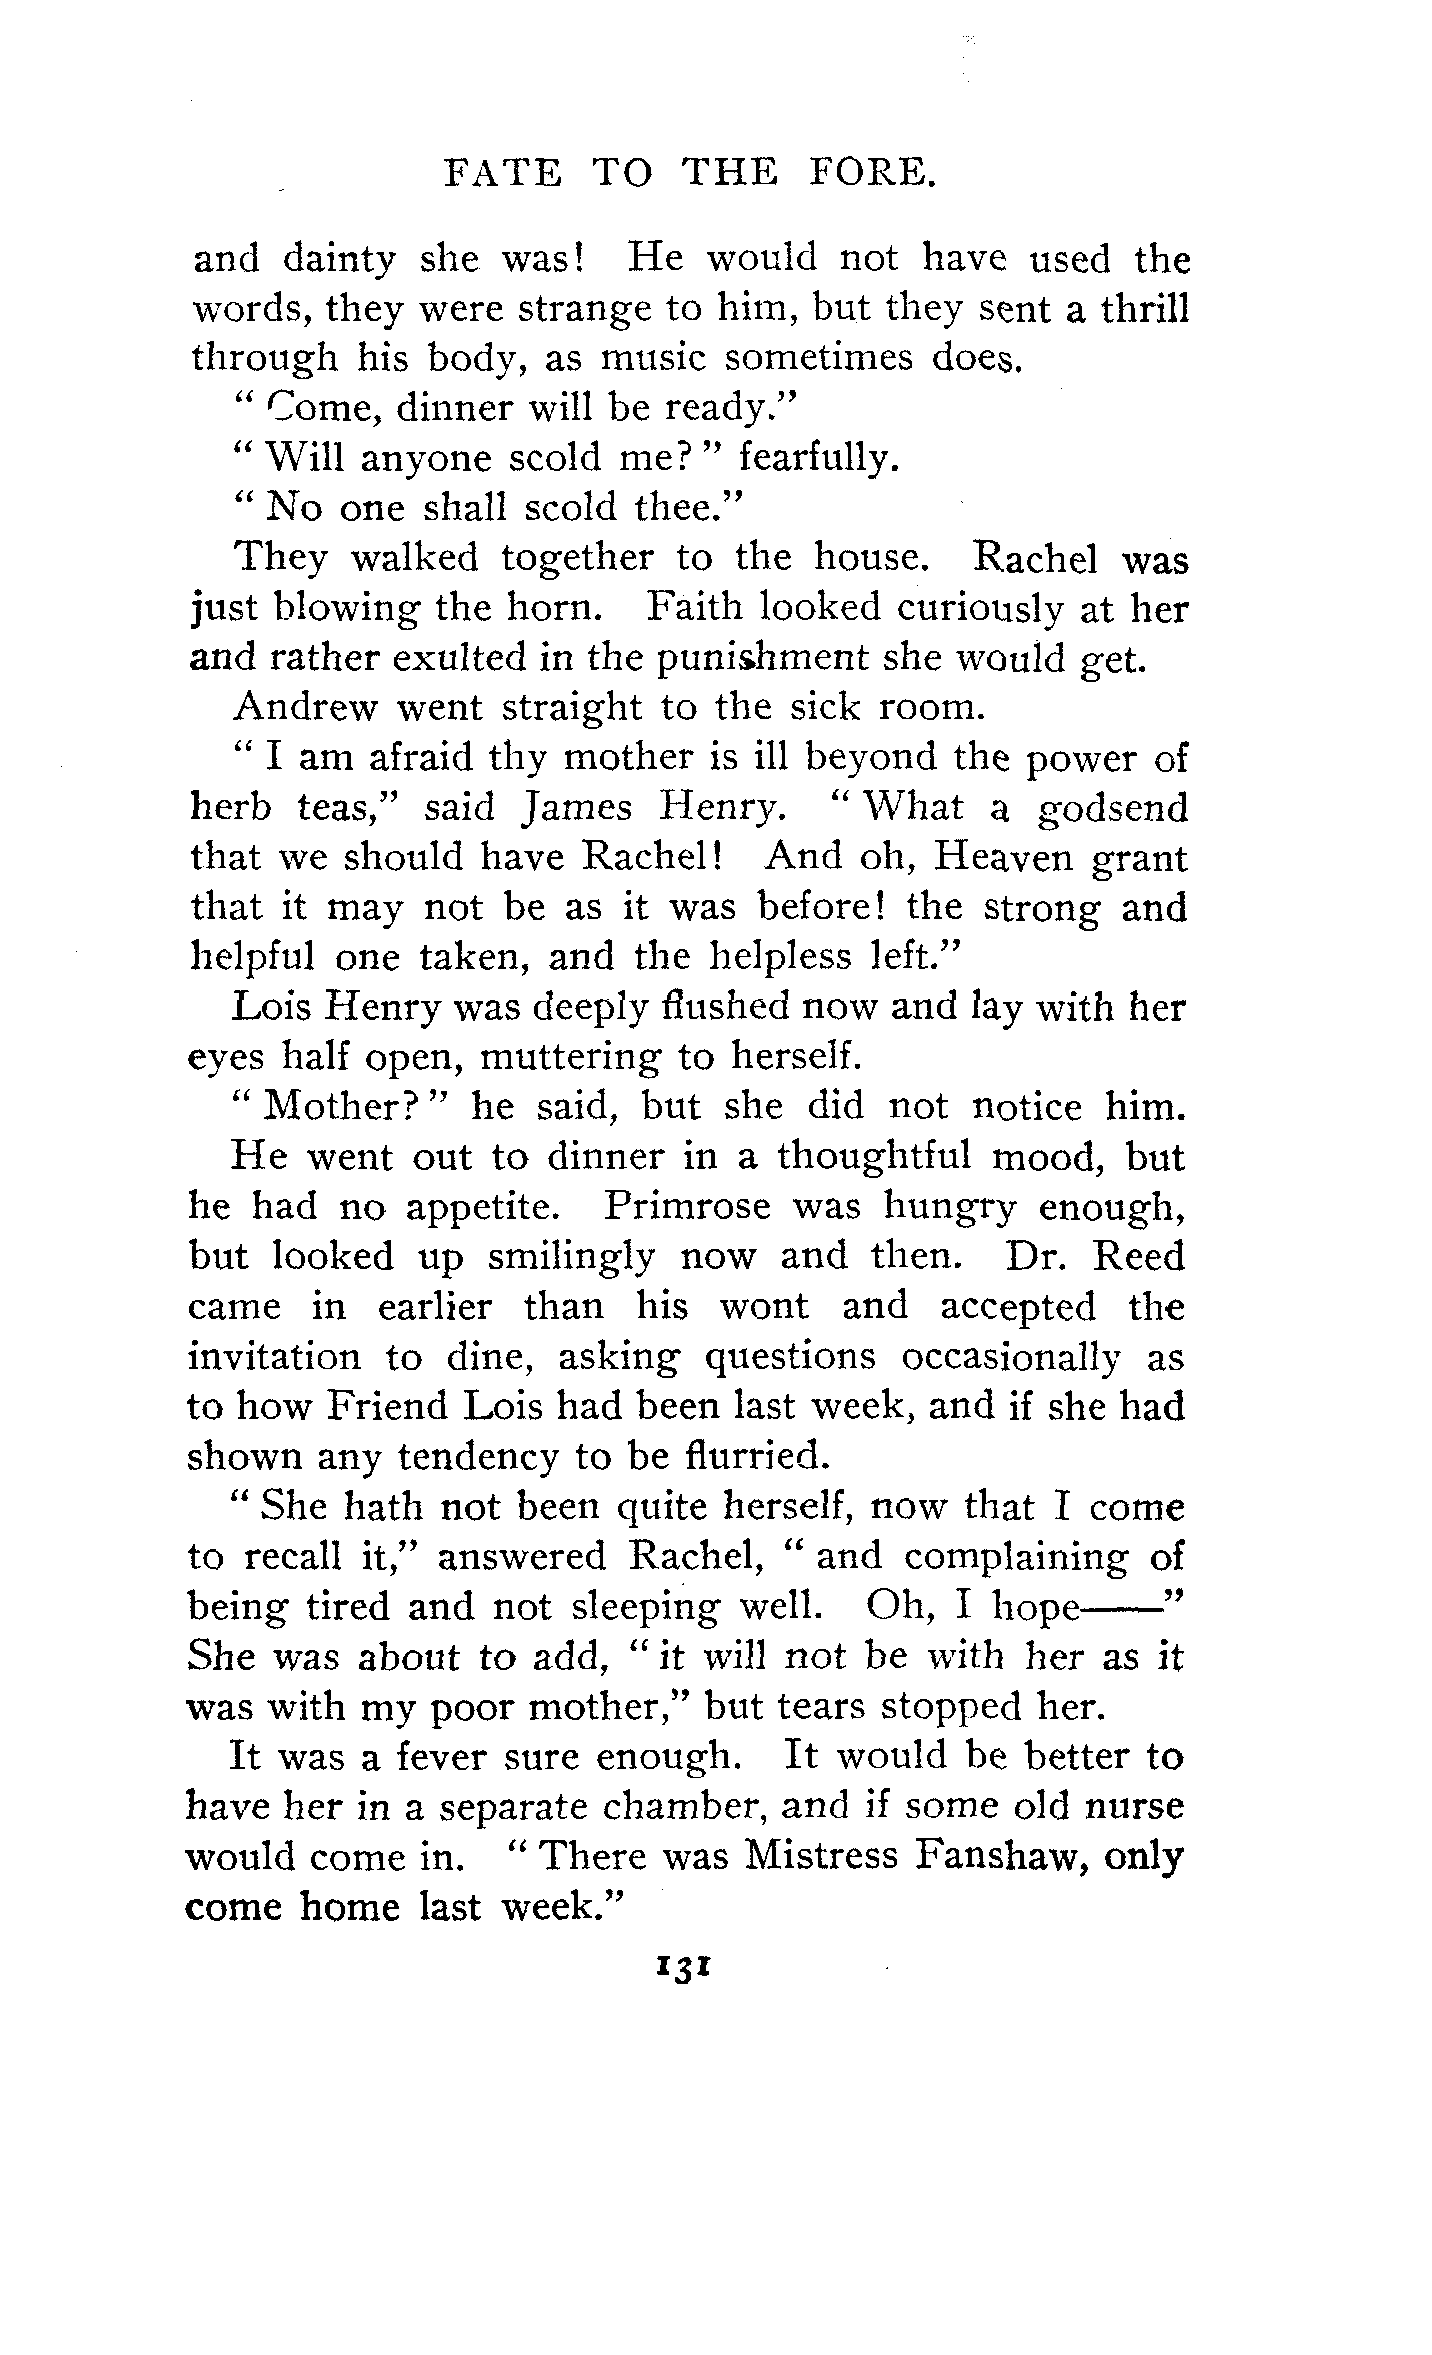 FATE TO THE FORE.
and dainty she was! He would not have used the
words, they were strange to him, but they sent a thrill
through his body, as music sometimes does.
" Come, dinner will be ready."
" Will anyone scold me? " fearfully.
" No one shall scold thee."
They walked together to the house. Rachel was
just blowing the horn. Faith looked curiously at her
and rather exulted in the punishment she would get.
Andrew went straight to the sick room.
" I am afraid thy mother is ill beyond the power of
herb teas," said James Henry. " What a godsend
that we should have Rachel! And oh, Heaven grant
that it may not be as it was before! the strong and
helpful one taken, and the helpless left."
Lois Henry was deeply flushed now and lay with her
eyes half open, muttering to herself.
" Mother? " he said, but she did not notice him.
He went out to dinner in a thoughtful mood, but
he had no appetite. Primrose was hungry enough,
but looked up smilingly now and then. Dr. Reed
came in earlier than his wont and accepted the
invitation to dine, asking questions occasionally as
to how Friend Lois had been last week, and if she had
shown any tendency to be flurried.
" She hath not been quite herself, now that I come
to recall it," answered Rachel, " and complaining of
being tired and not sleeping well. Oh, I hope——"
She was about to add, " it will not be with her as it
was with my poor mother," but tears stopped her.
It was a fever sure enough. It would be better to
have her in a separate chamber, and if some old nurse
would come in. " There was Mistress Fanshaw, only
come home last week."
131